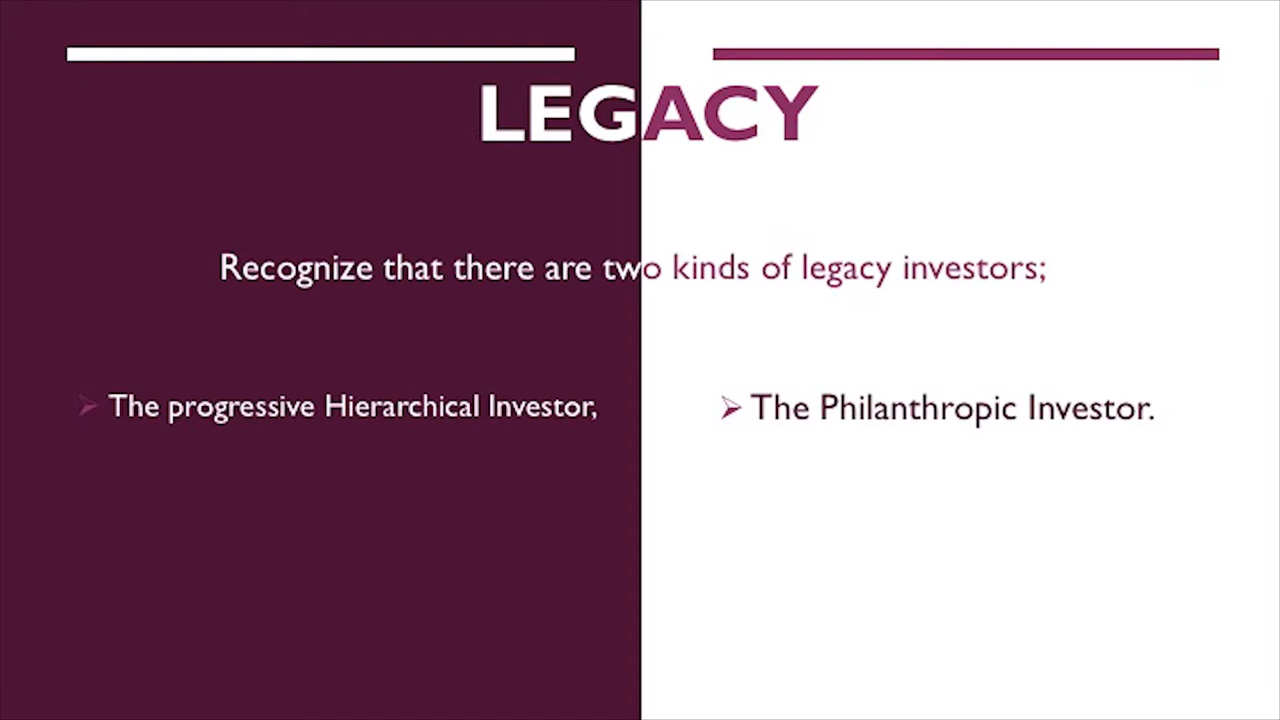 LEGACY
Recognize that there are two kinds of legacy investors;
The progressive Hierarchical Investor,
The Philanthropic Investor.